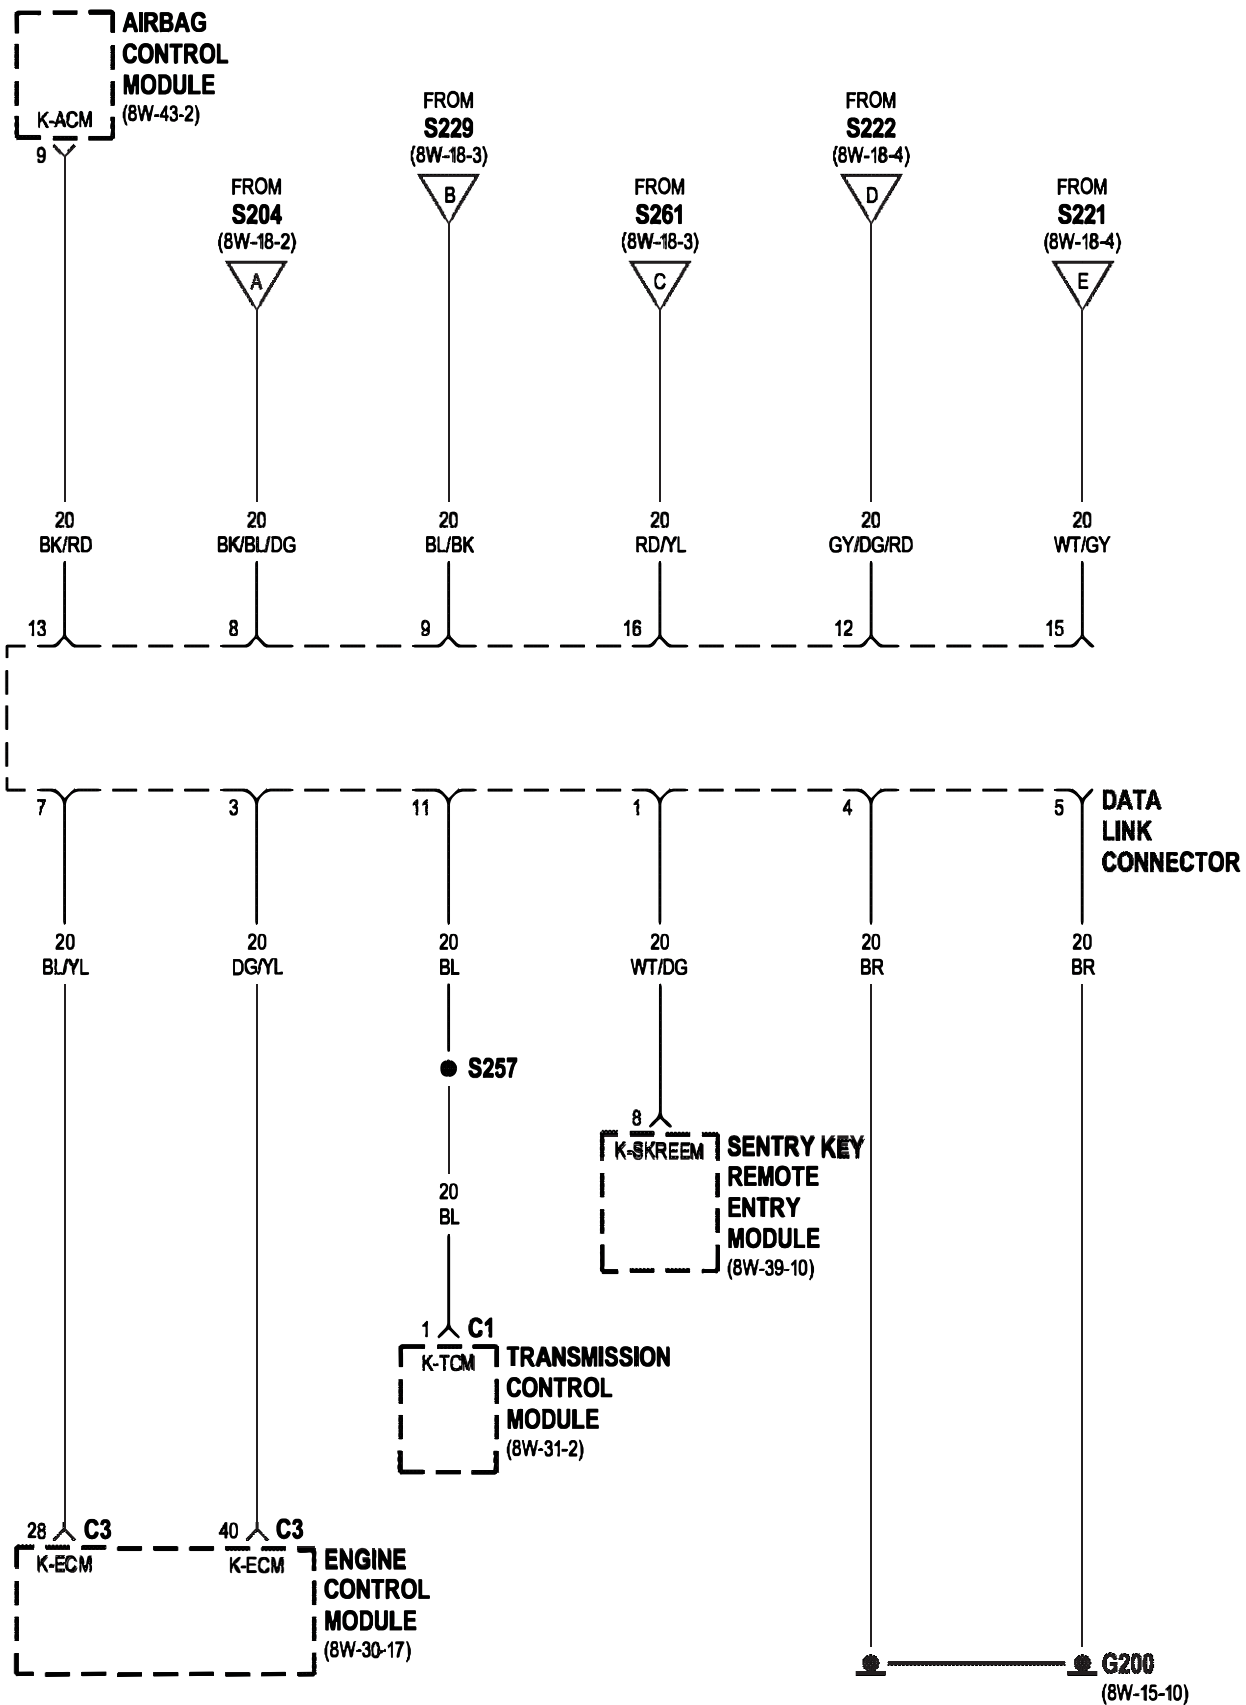 AIRBAG
CONTROL
MODULE
(8W-43-2)
K-ACM
9
FROM
S204
(8W-18-2)
A
FROM
S229
(8W-18-3)
B
FROM
S261
(8W-18-3)
C
FROM
S222
(8W-18-4)
D
FROM
S221
(8W-18-4)
E
20
BK/RD
20
BK/BL/DG
20
BL/BK
20
RD/YL
20
GY/DG/RD
20
WT/GY
13
8
9
16
12
15
7
3
11
1
4
5
DATA
LINK
CONNECTOR
20
BL/YL
20
DG/YL
20
BL
20
WT/DG
20
BR
20
BR
S257
8
K-SKREEM
SENTRY KEY
REMOTE
ENTRY
MODULE
(8W-39-10)
20
BL
1
C1
K-TCM
TRANSMISSION
CONTROL
MODULE
(8W-31-2)
28
C3
40
C3
K-ECM
K-ECM
ENGINE
CONTROL
MODULE
(8W-30-17)
G200
(8W-15-10)